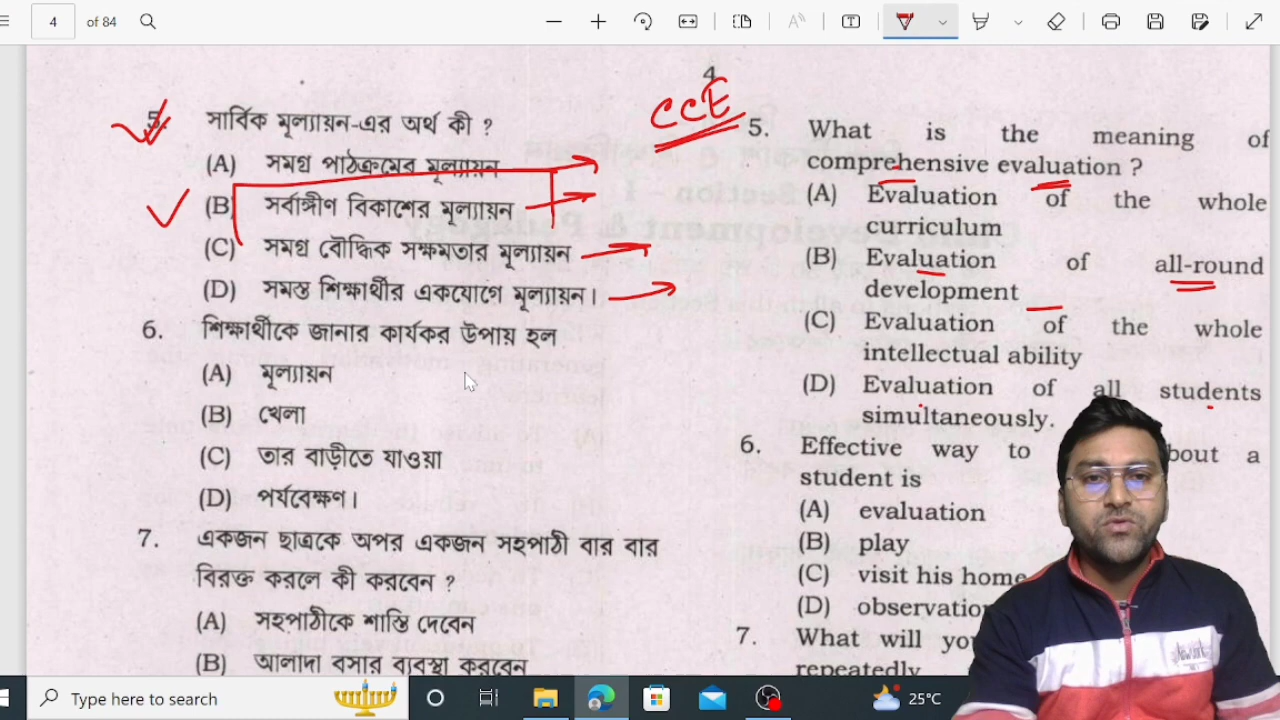 4
of 84
4
CCE
5.
সার্বিক মূল্যায়ন-এর অর্থ কী ?
(A) সমগ্র পাঠক্রমের মূল্যায়ন
(B) সর্বাঙ্গীণ বিকাশের মূল্যায়ন
(C) সমগ্র বৌদ্ধিক সক্ষমতার মূল্যায়ন
(D) সমস্ত শিক্ষার্থীর একযোগে মূল্যায়ন।
6. শিক্ষার্থীকে জানার কার্যকর উপায় হল
(A) মূল্যায়ন
(B) খেলা
(C) তার বাড়ীতে যাওয়া
(D) পর্যবেক্ষণ।
7. একজন ছাত্রকে অপর একজন সহপাঠী বার বার
বিরক্ত করলে কী করবেন ?
(A) সহপাঠীকে শাস্তি দেবেন
(B) আলাদা বসার ব্যবস্থা করবেন
5. What is the meaning of
comprehensive evaluation ?
(A) Evaluation of the whole
curriculum
(B) Evaluation of all-round
development
(C) Evaluation of the whole
intellectual ability
(D) Evaluation of all students
simultaneously.
6. Effective way to a
student is
(A) evaluation
(B) play
(C) visit his home
(D)
7. What will
repeatedly
Type here to search
25°C